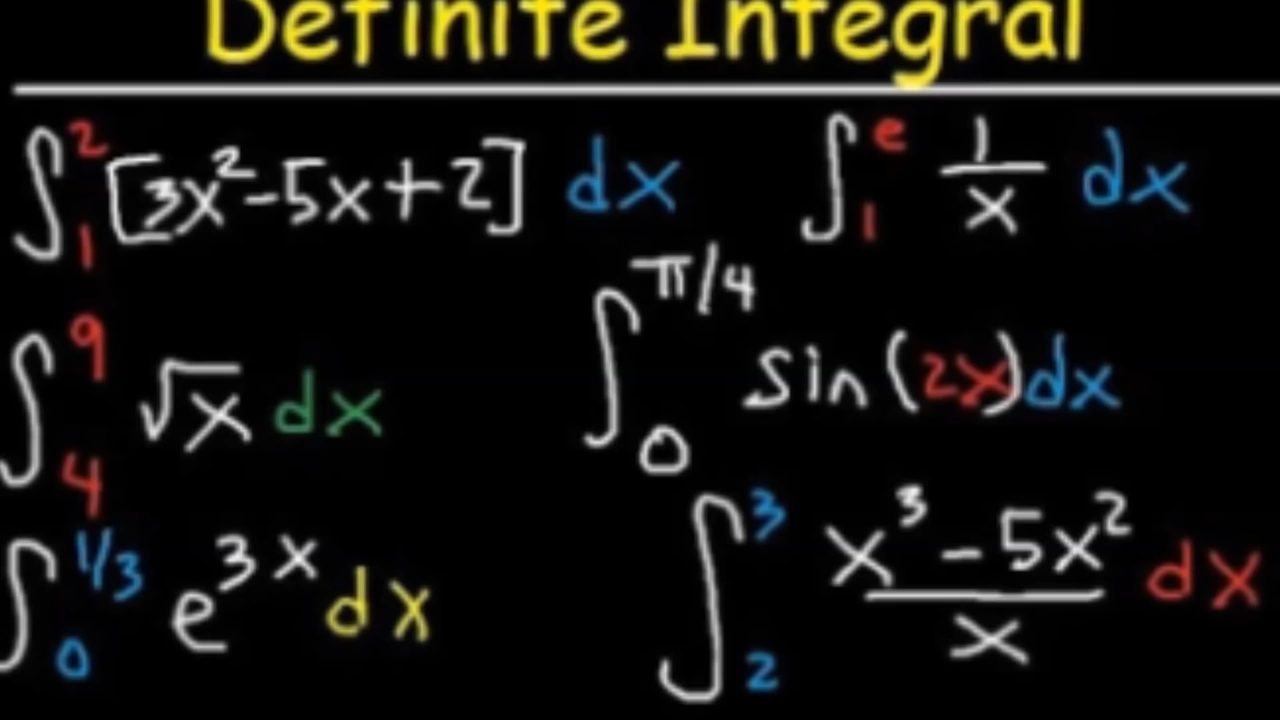 Definite Integral
∫₁² [3x²-5x+2] dx
∫₁ᵉ 1/x dx
∫₄⁹ √x dx
∫₀^(π/4) sin(2x)dx
∫₀^(1/3) e^(3x) dx
∫₂³ (x³-5x²)/x dx